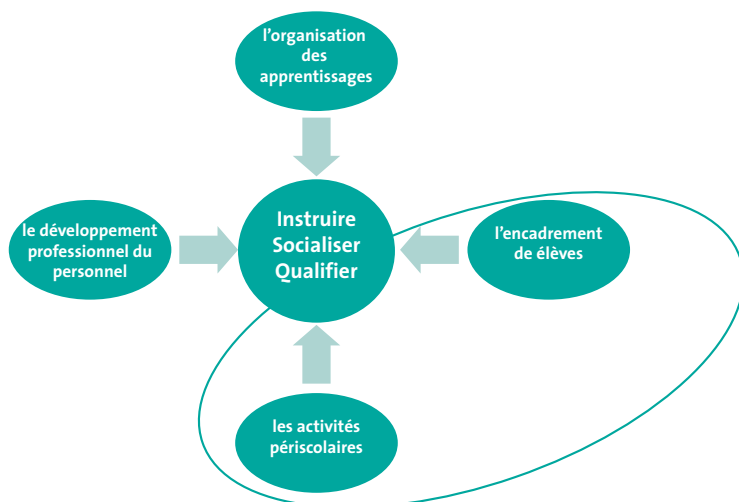 l'organisation
des
apprentissages
le développement
professionnel du
personnel
Instruire
Socialiser
Qualifier
l'encadrement
de élèves
les activités
périscolaires